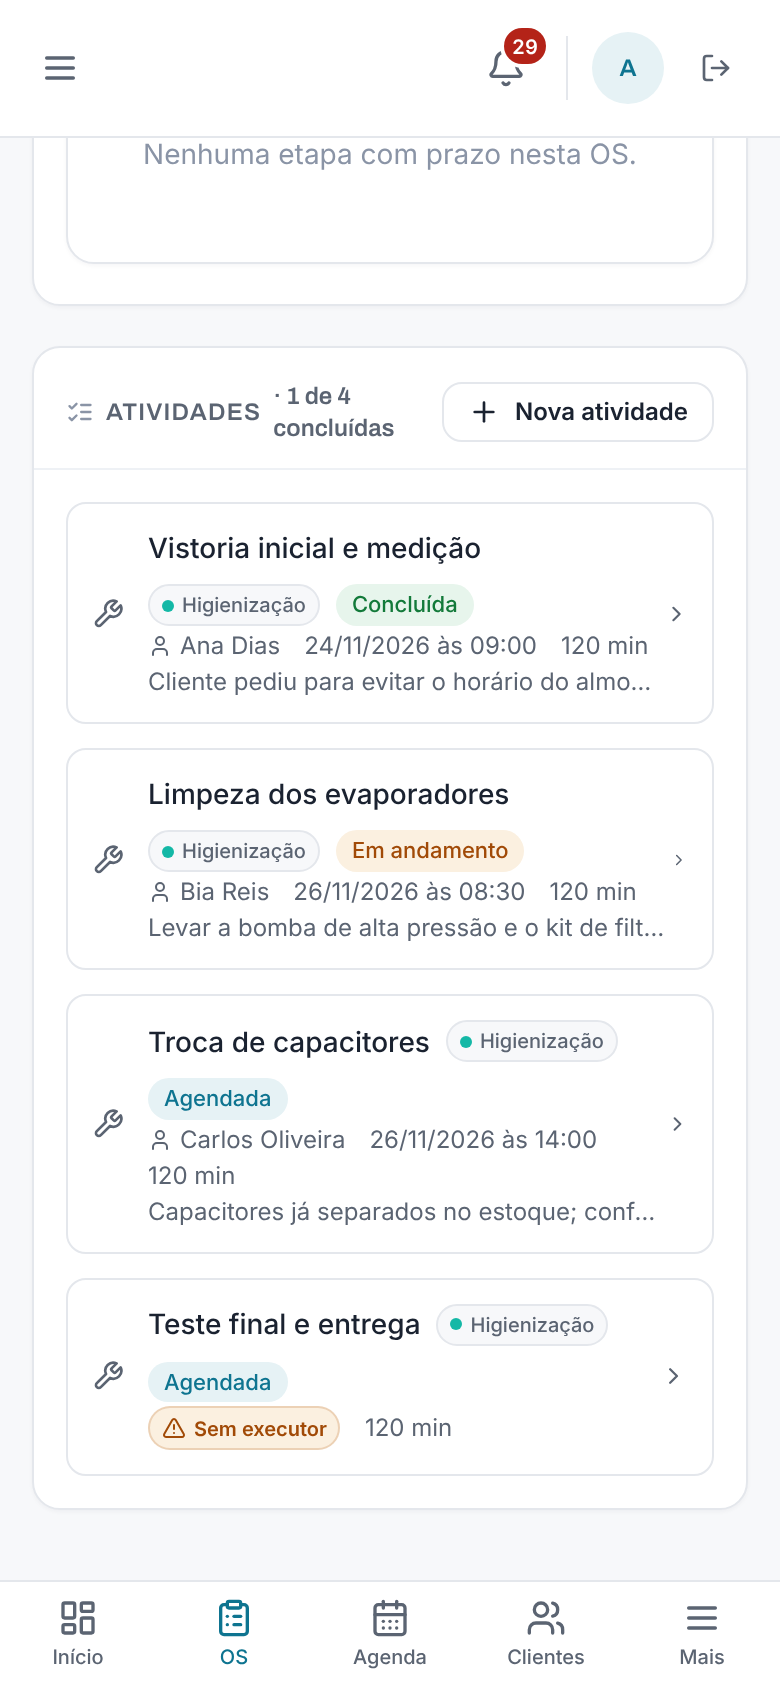 29
A
Nenhuma etapa com prazo nesta OS.
ATIVIDADES · 1 de 4 concluídas
Nova atividade
Vistoria inicial e medição
Higienização Concluída
Ana Dias 24/11/2026 às 09:00 120 min
Cliente pediu para evitar o horário do almo...
Limpeza dos evaporadores
Higienização Em andamento
Bia Reis 26/11/2026 às 08:30 120 min
Levar a bomba de alta pressão e o kit de filt...
Troca de capacitores Higienização
Agendada
Carlos Oliveira 26/11/2026 às 14:00
120 min
Capacitores já separados no estoque; conf...
Teste final e entrega Higienização
Agendada
Sem executor 120 min
Início OS Agenda Clientes Mais